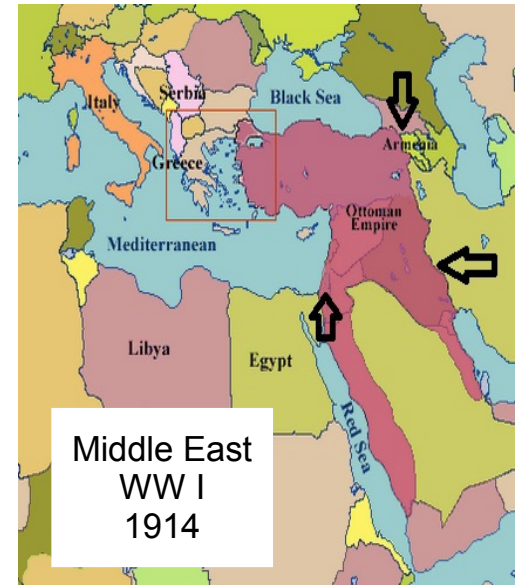 Black Sea
Serbia
Italy
Armenia
Greece
Ottoman
Empire
Mediterranean
Libya
Egypt
Red Sea
Middle East
WW I
1914